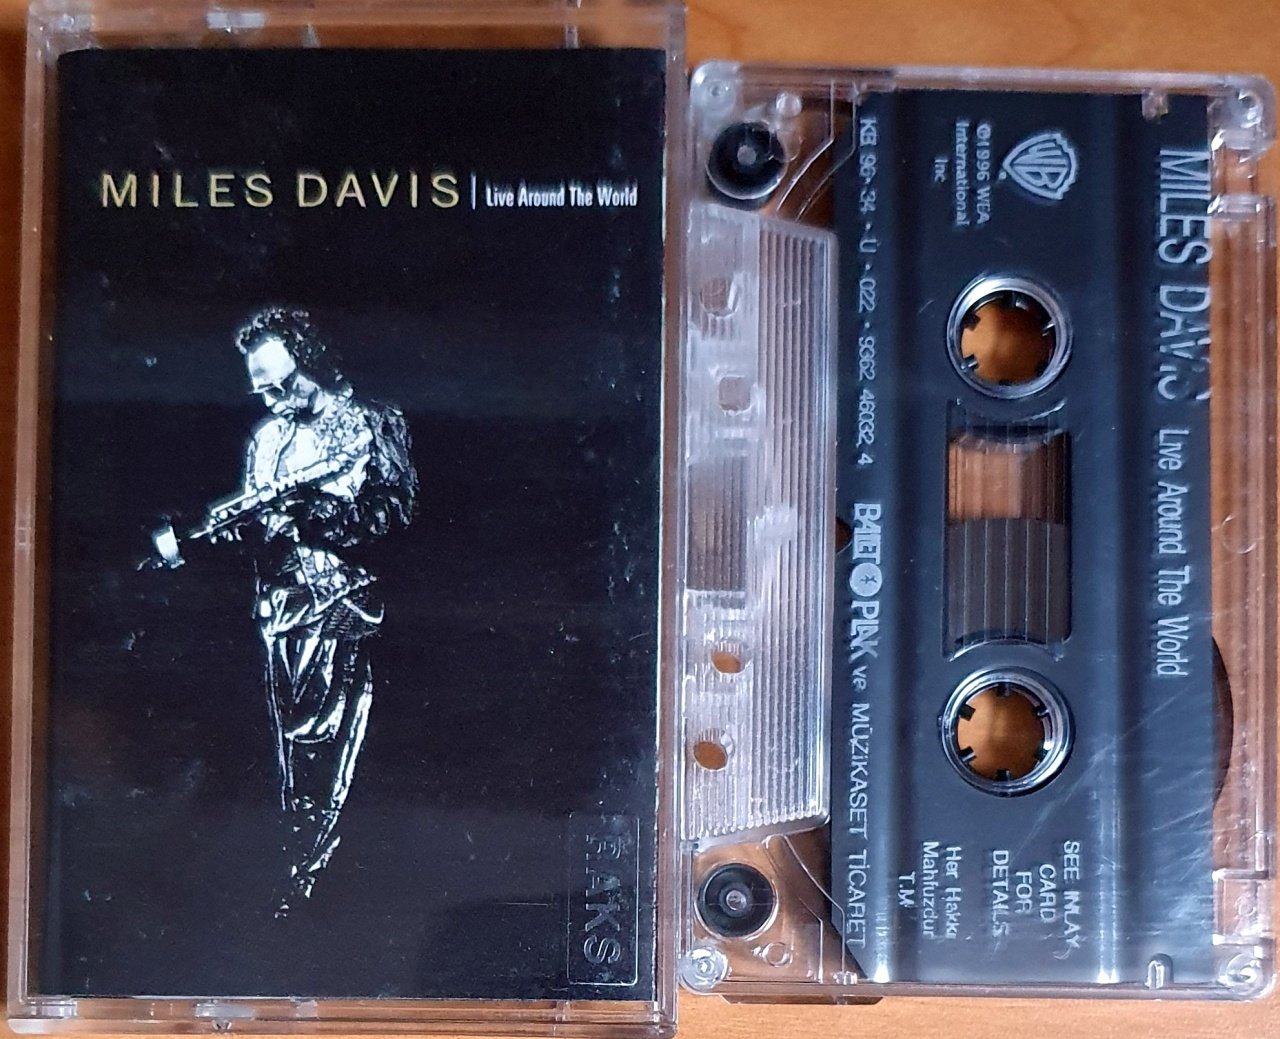 MILES DAVIS | Live Around The World
RAKS
MILES DAVIS Live Around The World
WB
©1996 WEA
International
Inc
SEE INLAY
CARD
FOR
DETAILS
Her Hakkı
Mahfuzdur
T.M
KB 96-34 • U • 022 • 9362 46032 4 BALET PLAK ve MÜZİKASET TİCARET